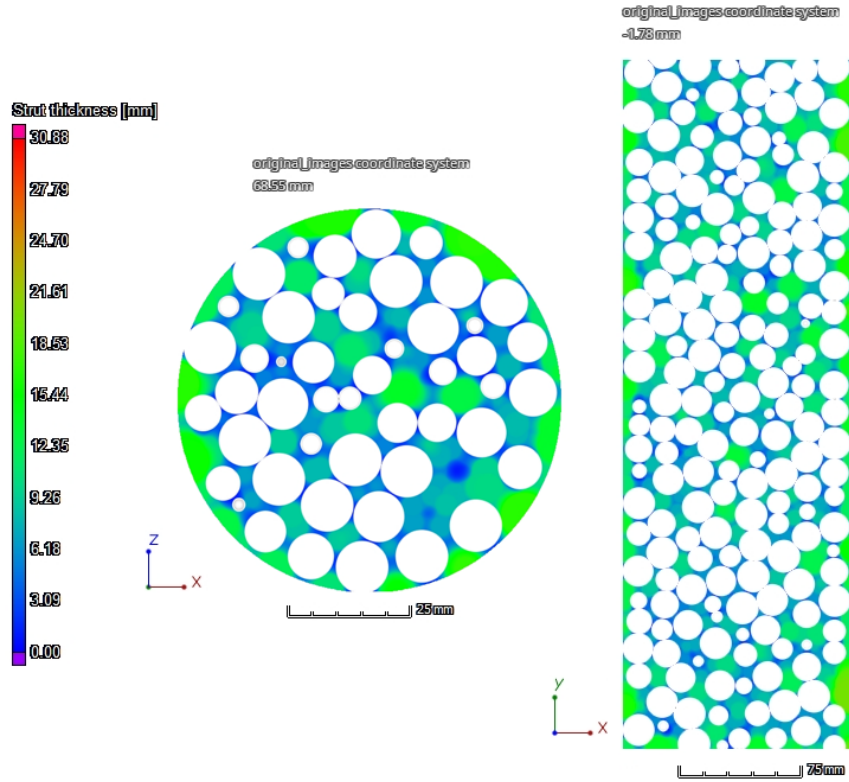 original_images coordinate system
-1.78 mm
Strut thickness [mm]
30.88
27.79
24.70
21.61
18.53
15.44
12.35
9.26
6.18
3.09
0.00
original_images coordinate system
68.55 mm
Z
X
25 mm
y
X
75 mm